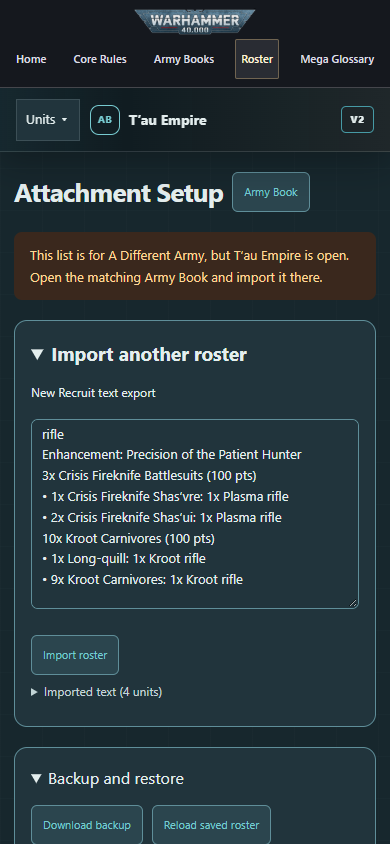 WARHAMMER
40,000
Home
Core Rules
Army Books
Roster
Mega Glossary
Units
AB
T'au Empire
V2
Attachment Setup
Army Book
This list is for A Different Army, but T'au Empire is open.
Open the matching Army Book and import it there.
Import another roster
New Recruit text export
rifle
Enhancement: Precision of the Patient Hunter
3x Crisis Fireknife Battlesuits (100 pts)
• 1x Crisis Fireknife Shas'vre: 1x Plasma rifle
• 2x Crisis Fireknife Shas'ui: 1x Plasma rifle
10x Kroot Carnivores (100 pts)
• 1x Long-quill: 1x Kroot rifle
• 9x Kroot Carnivores: 1x Kroot rifle
Import roster
Imported text (4 units)
Backup and restore
Download backup
Reload saved roster